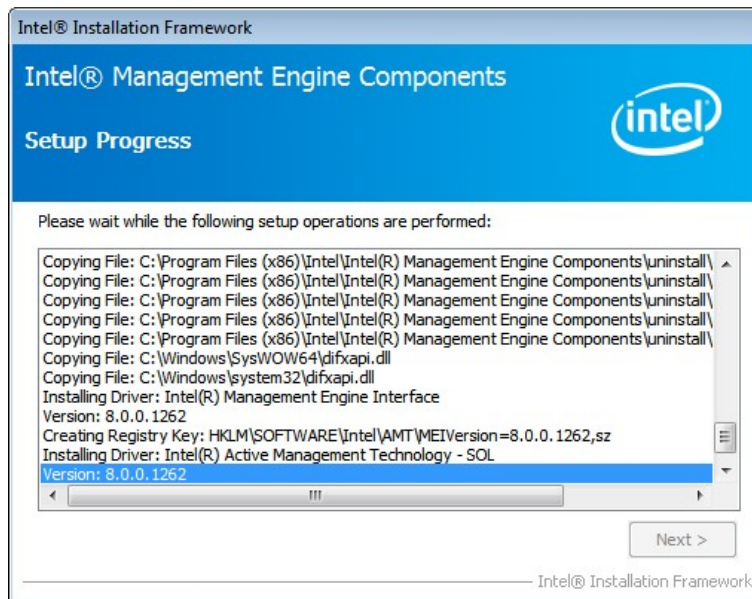 Intel® Installation Framework
Intel® Management Engine Components
intel
Setup Progress
Please wait while the following setup operations are performed:
Copying File: C:\Program Files (x86)\Intel\Intel(R) Management Engine Components\uninstall\
Copying File: C:\Program Files (x86)\Intel\Intel(R) Management Engine Components\uninstall\
Copying File: C:\Program Files (x86)\Intel\Intel(R) Management Engine Components\uninstall\
Copying File: C:\Program Files (x86)\Intel\Intel(R) Management Engine Components\uninstall\
Copying File: C:\Program Files (x86)\Intel\Intel(R) Management Engine Components\uninstall\
Copying File: C:\Windows\SysWOW64\difxapi.dll
Copying File: C:\Windows\system32\difxapi.dll
Installing Driver: Intel(R) Management Engine Interface
Version: 8.0.0.1262
Creating Registry Key: HKLM\SOFTWARE\Intel\AMT\MEIVersion=8.0.0.1262,sz
Installing Driver: Intel(R) Active Management Technology - SOL
Version: 8.0.0.1262
Next >
Intel® Installation Framework